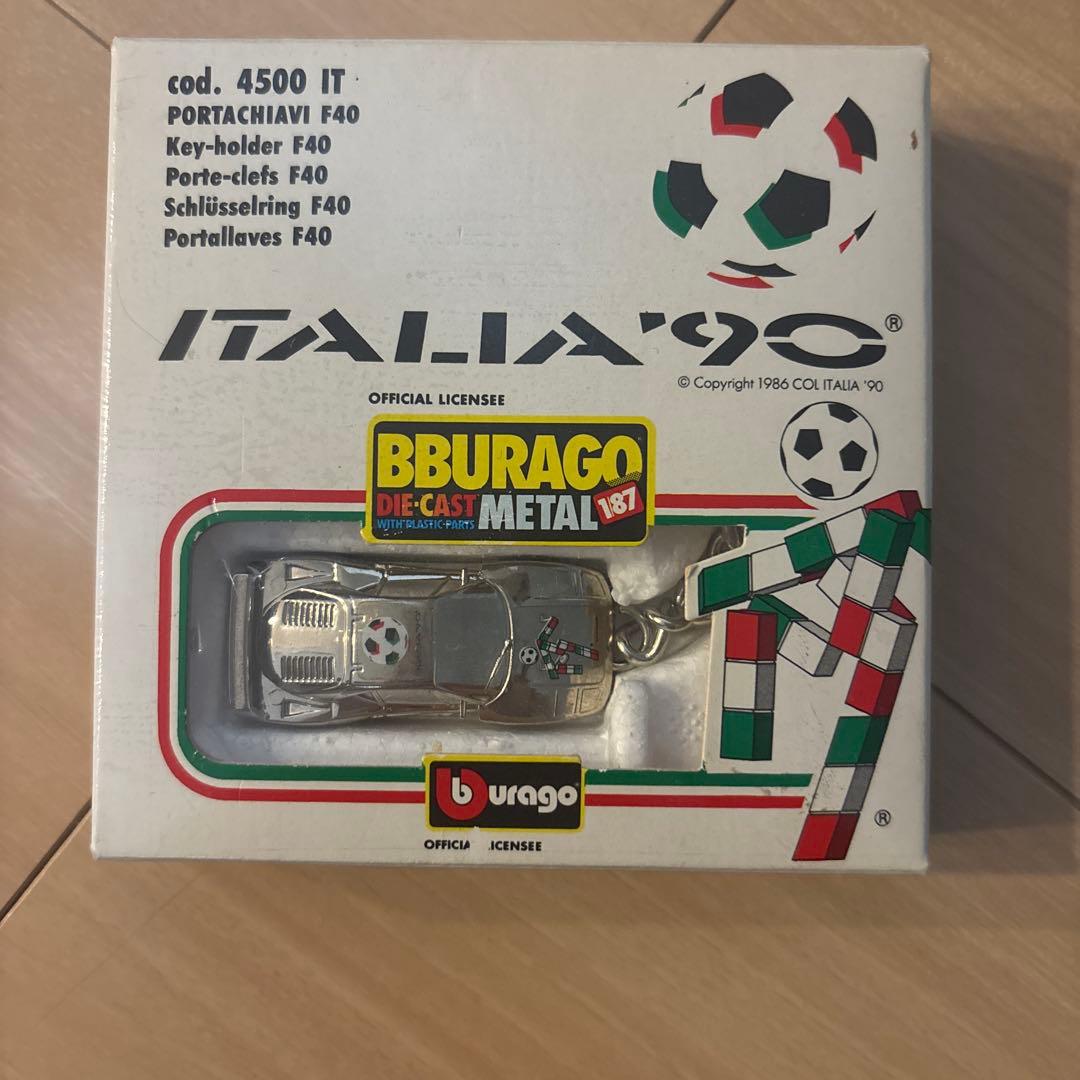 cod. 4500 IT
PORTACHIAVI F40
Key-holder F40
Porte-clefs F40
Schlüsselring F40
Portallaves F40
ITALIA'90®
© Copyright 1986 COL ITALIA '90
OFFICIAL LICENSEE
BBURAGO
DIE-CAST METAL 1:87
WITH PLASTIC PARTS
burago
®
OFFICIA ICENSEE